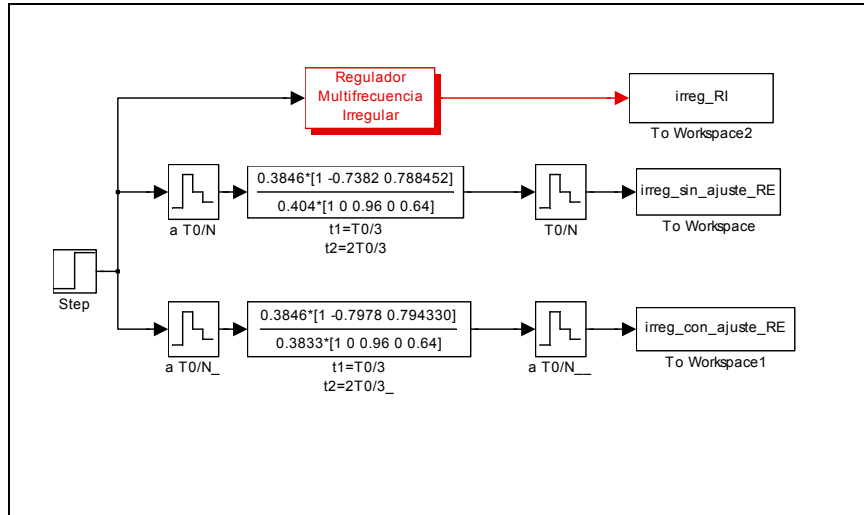 Regulador
Multifrecuencia
Irregular
irreg_RI
To Workspace2
0.3846*[1 -0.7382 0.788452]
0.404*[1 0 0.96 0 0.64]
irreg_sin_ajuste_RE
a T0/N
t1=T0/3
t2=2T0/3
T0/N
To Workspace
Step
0.3846*[1 -0.7978 0.794330]
0.3833*[1 0 0.96 0 0.64]
irreg_con_ajuste_RE
a T0/N_
t1=T0/3
t2=2T0/3_
a T0/N__
To Workspace1